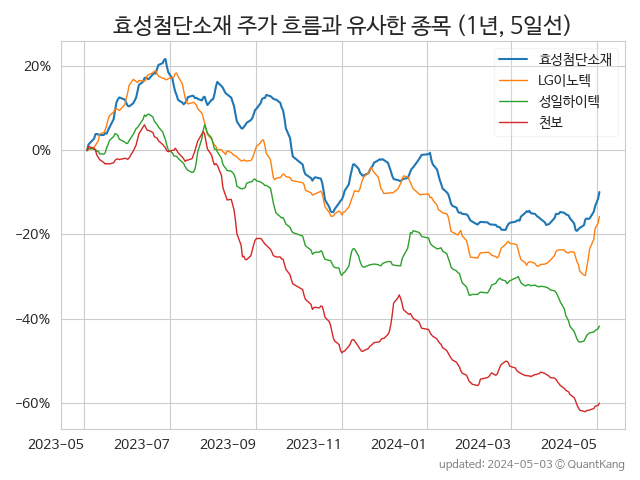 효성첨단소재 주가 흐름과 유사한 종목 (1년, 5일선)
효성첨단소재
LG이노텍
성일하이텍
천보
20%
0%
−20%
−40%
−60%
2023-05 2023-07 2023-09 2023-11 2024-01 2024-03 2024-05
updated: 2024-05-03 ⓒ QuantKang